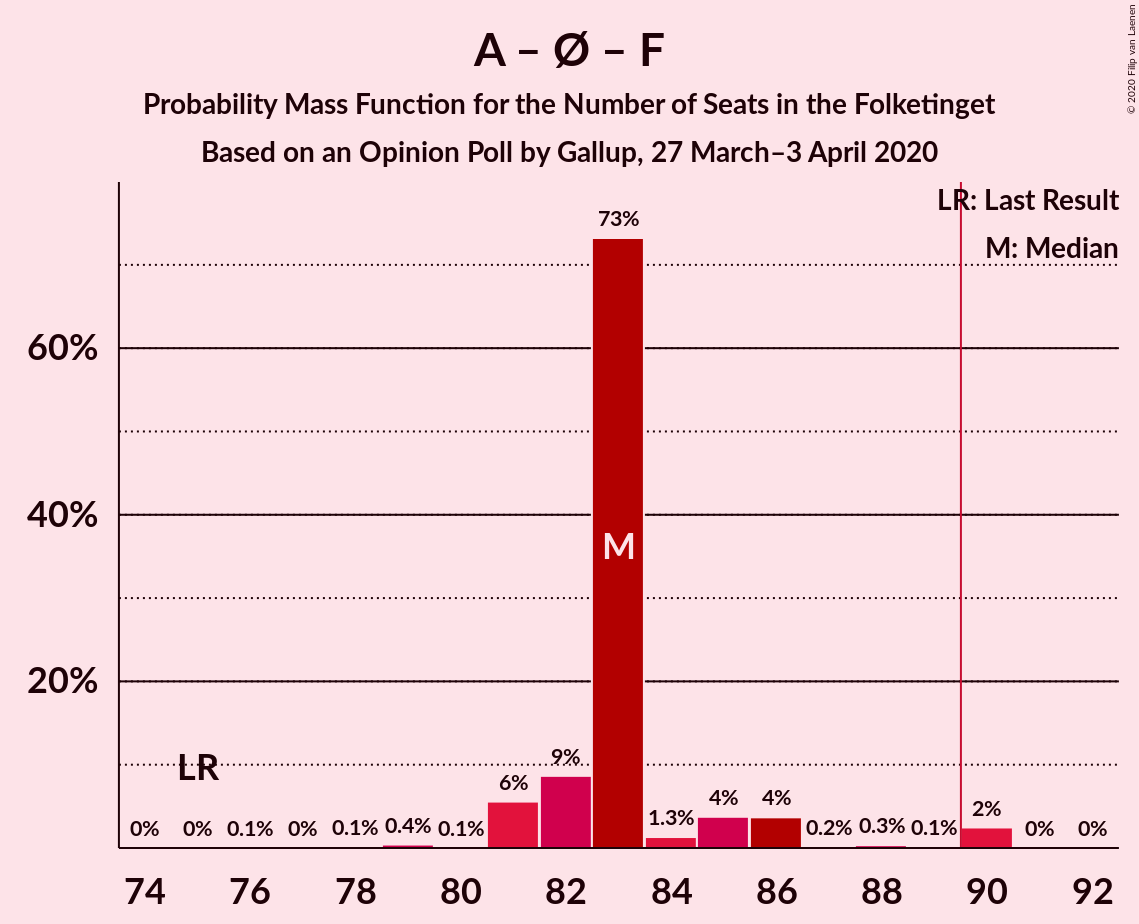 A – Ø – F
Probability Mass Function for the Number of Seats in the Folketinget
Based on an Opinion Poll by Gallup, 27 March–3 April 2020
© 2020 Filip van Laenen
LR: Last Result
M: Median
60%
40%
20%
73%
M
LR
0%
0%
0.1%
0%
0.1%
0.4%
0.1%
6%
9%
1.3%
4%
4%
0.2%
0.3%
0.1%
2%
0%
0%
74 76 78 80 82 84 86 88 90 92